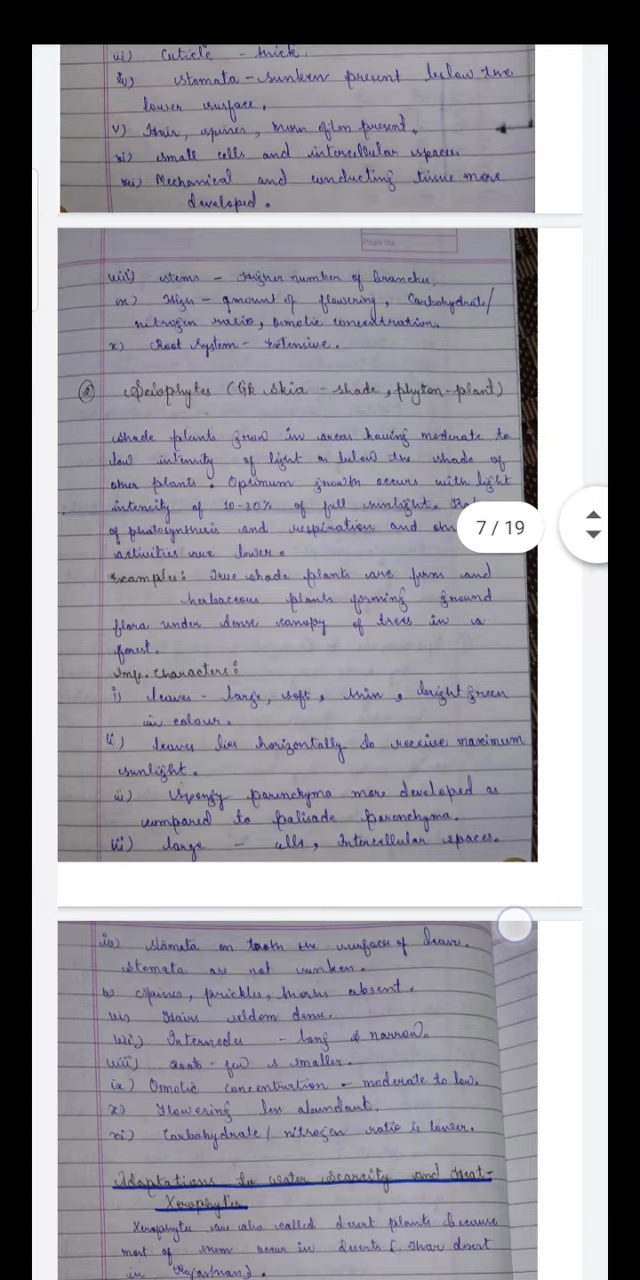 iii) Cuticle - thick.
iv) stomata - sunken present below the
lower surface.
v) Hair, spines, thorn often present.
vi) small cells and intercellular spaces.
vii) Mechanical and conducting tissue more
developed.
Page No.
viii) stems - Higher number of branches.
ix) High - amount of flowering, Carbohydrate/
nitrogen ratio, Osmotic concentration.
x) Root System - Extensive.
Sciophytes (GK Skia - shade, phyton-plant)
shade plants grow in areas having moderate to
low intensity of light or below the shade of
other plants. Optimum growth occurs with light
intensity of 10-30% of full sunlight.
of photosynthesis and respiration and
activities are lower.
7 / 19
Example: True shade plants are ferns and
herbaceous plants forming ground
flora under dense canopy of trees in a
forest.
Imp. Characters:
i) leaves - large, soft, thin, bright green
in colour.
ii) leaves lies horizontally to receive maximum
sunlight.
iii) Spongy parenchyma more developed as
compared to palisade parenchyma.
large - cells, Intercellular spaces.
iv) stomata on both the surfaces of leave.
stomata are not sunken.
v) Spines, prickles, thorns absent.
Hairs seldom dense.
vii) Internodes - long & narrow.
viii) roots - few & smaller.
ix) Osmotic concentration - moderate to low.
x) Flowering less abundant.
xi) Carbohydrate/ nitrogen ratio is lower.
Adaptations to water scarcity and Heat-
Xerophytes
Xerophytes are also called desert plants because
most of them occur in deserts (. Thar desert
in Rajasthan).